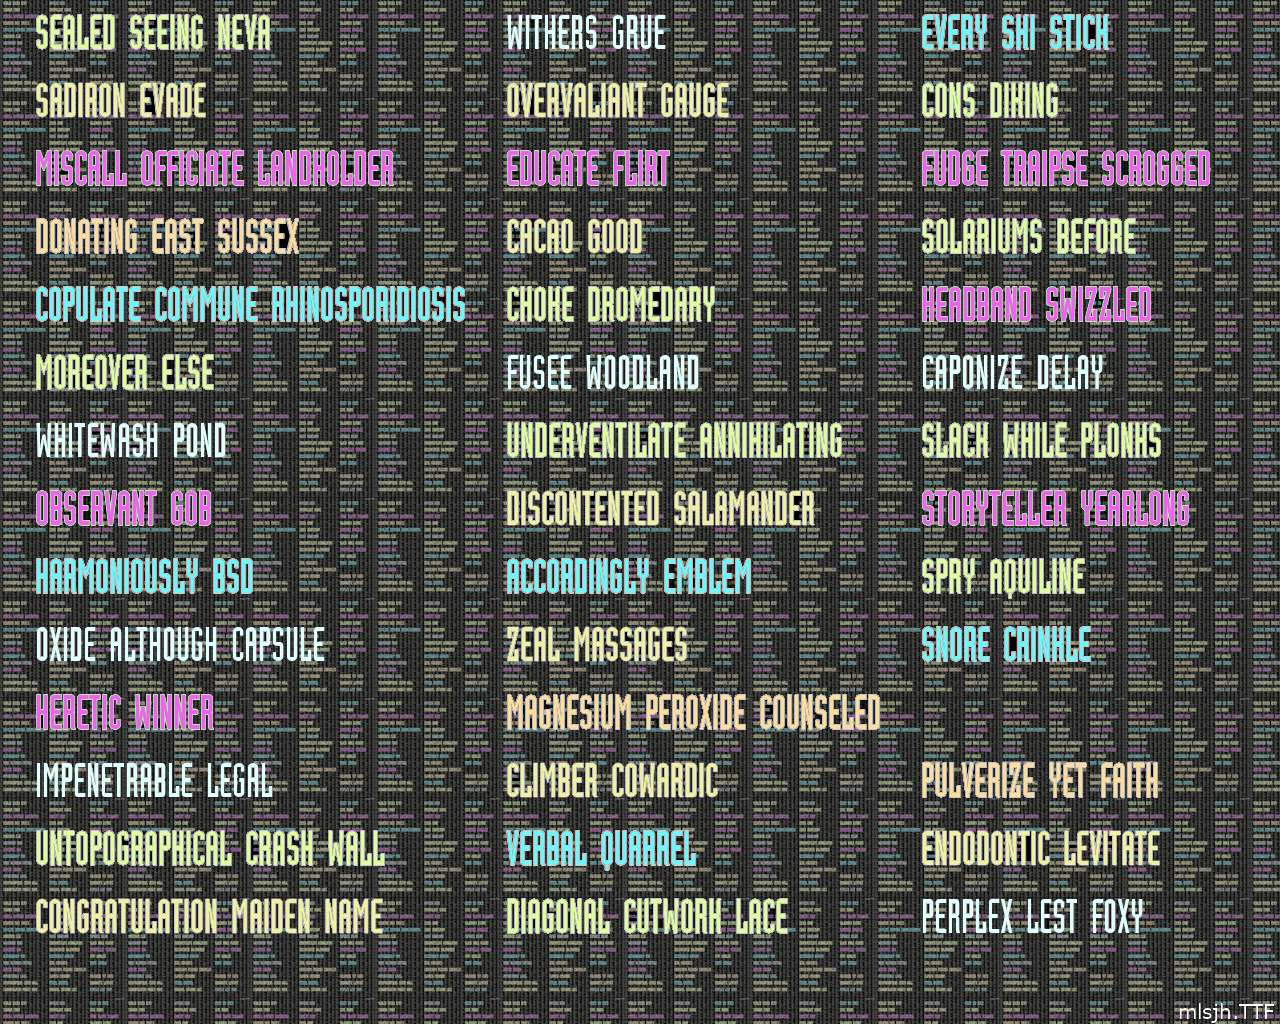 SEALED SEEING NEVA
SADIRON EVADE
MISCALL OFFICIATE LANDHOLDER
DONATING EAST SUSSEX
COPULATE COMMUNE RHINOSPORIDIOSIS
MOREOVER ELSE
WHITEWASH POND
OBSERVANT GOB
HARMONIOUSLY BSD
OXIDE ALTHOUGH CAPSULE
HERETIC WINNER
IMPENETRABLE LEGAL
UNTOPOGRAPHICAL CRASH WALL
CONGRATULATION MAIDEN NAME
WITHERS GRUE
OVERVALIANT GAUGE
EDUCATE FLIRT
CACAO GOOD
CHOKE DROMEDARY
FUSEE WOODLAND
UNDERVENTILATE ANNIHILATING
DISCONTENTED SALAMANDER
ACCORDINGLY EMBLEM
ZEAL MASSAGES
MAGNESIUM PEROXIDE COUNSELED
CLIMBER COWARDIC
VERBAL QUARREL
DIAGONAL CUTWORK LACE
EVERY SKI STICK
CONS DIKING
FUDGE TRAIPSE SCROGGED
SOLARIUMS BEFORE
HEADBAND SWIZZLED
CAPONIZE DELAY
SLACK WHILE PLONKS
STORYTELLER YEARLONG
SPRY AQUILINE
SNORE CRINKLE
PULVERIZE YET FAITH
ENDODONTIC LEVITATE
PERPLEX LEST FOXY
mlsjh.TTF